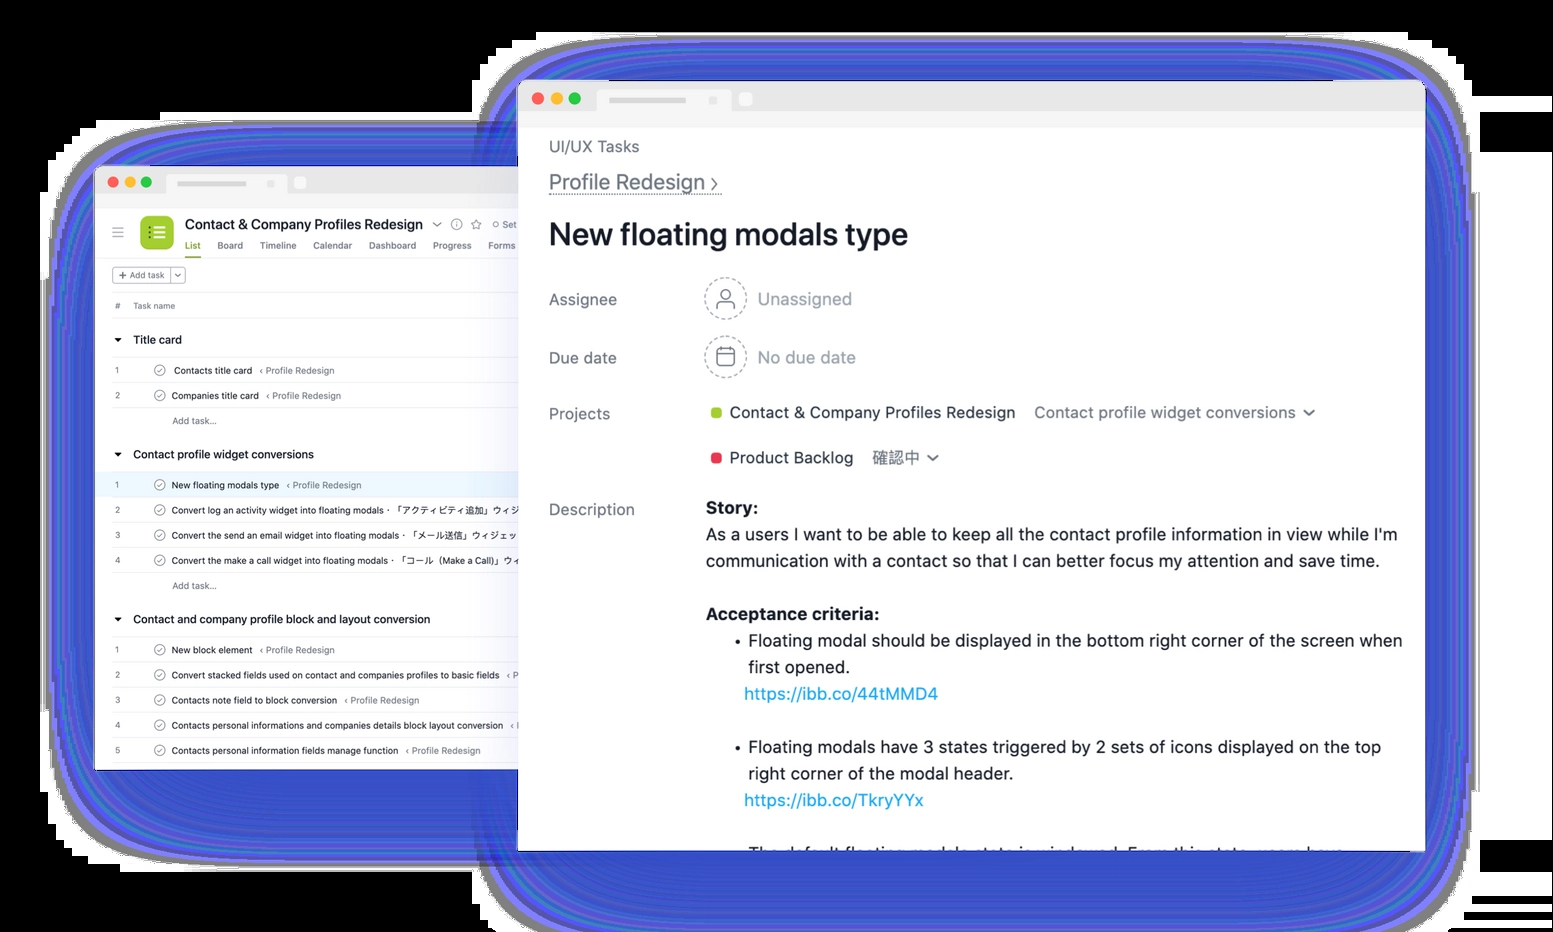 Contact & Company Profiles Redesign
Set
List Board Timeline Calendar Dashboard Progress Forms
+ Add task
# Task name
Title card
1 Contacts title card ‹ Profile Redesign
2 Companies title card ‹ Profile Redesign
Add task...
Contact profile widget conversions
1 New floating modals type ‹ Profile Redesign
2 Convert log an activity widget into floating modals・「アクティビティ追加」ウィジ
3 Convert the send an email widget into floating modals・「メール送信」ウィジェッ
4 Convert the make a call widget into floating modals・「コール（Make a Call)」ウィ
Add task...
Contact and company profile block and layout conversion
1 New block element ‹ Profile Redesign
2 Convert stacked fields used on contact and companies profiles to basic fields ‹ P
3 Contacts note field to block conversion ‹ Profile Redesign
4 Contacts personal informations and companies details block layout conversion ‹
5 Contacts personal information fields manage function ‹ Profile Redesign
UI/UX Tasks
Profile Redesign ›
New floating modals type
Assignee Unassigned
Due date No due date
Projects Contact & Company Profiles Redesign Contact profile widget conversions
Product Backlog 確認中
Description
Story:
As a users I want to be able to keep all the contact profile information in view while I'm
communication with a contact so that I can better focus my attention and save time.
Acceptance criteria:
• Floating modal should be displayed in the bottom right corner of the screen when
first opened.
https://ibb.co/44tMMD4
• Floating modals have 3 states triggered by 2 sets of icons displayed on the top
right corner of the modal header.
https://ibb.co/TkryYYx